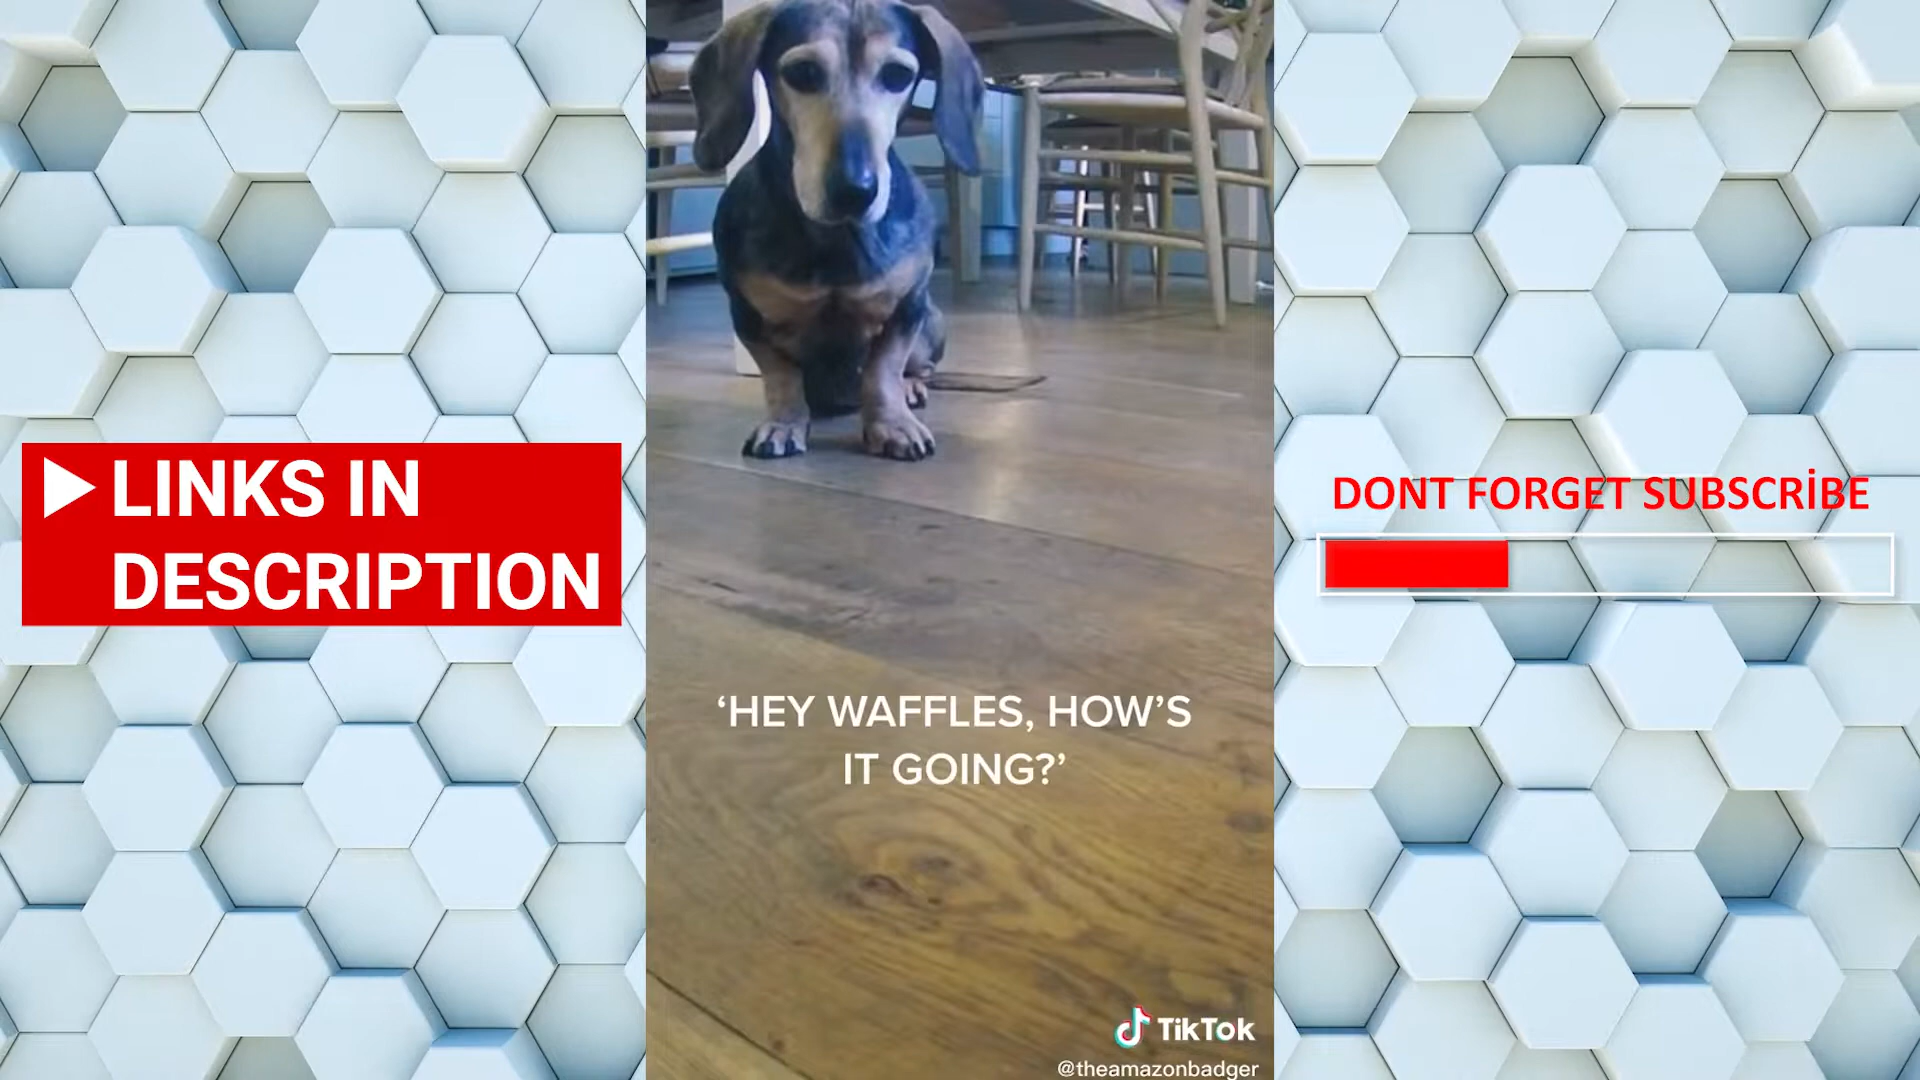 LINKS IN
DESCRIPTION
‘HEY WAFFLES, HOW’S
IT GOING?’
DONT FORGET SUBSCRİBE
TikTok
@theamazonbadger